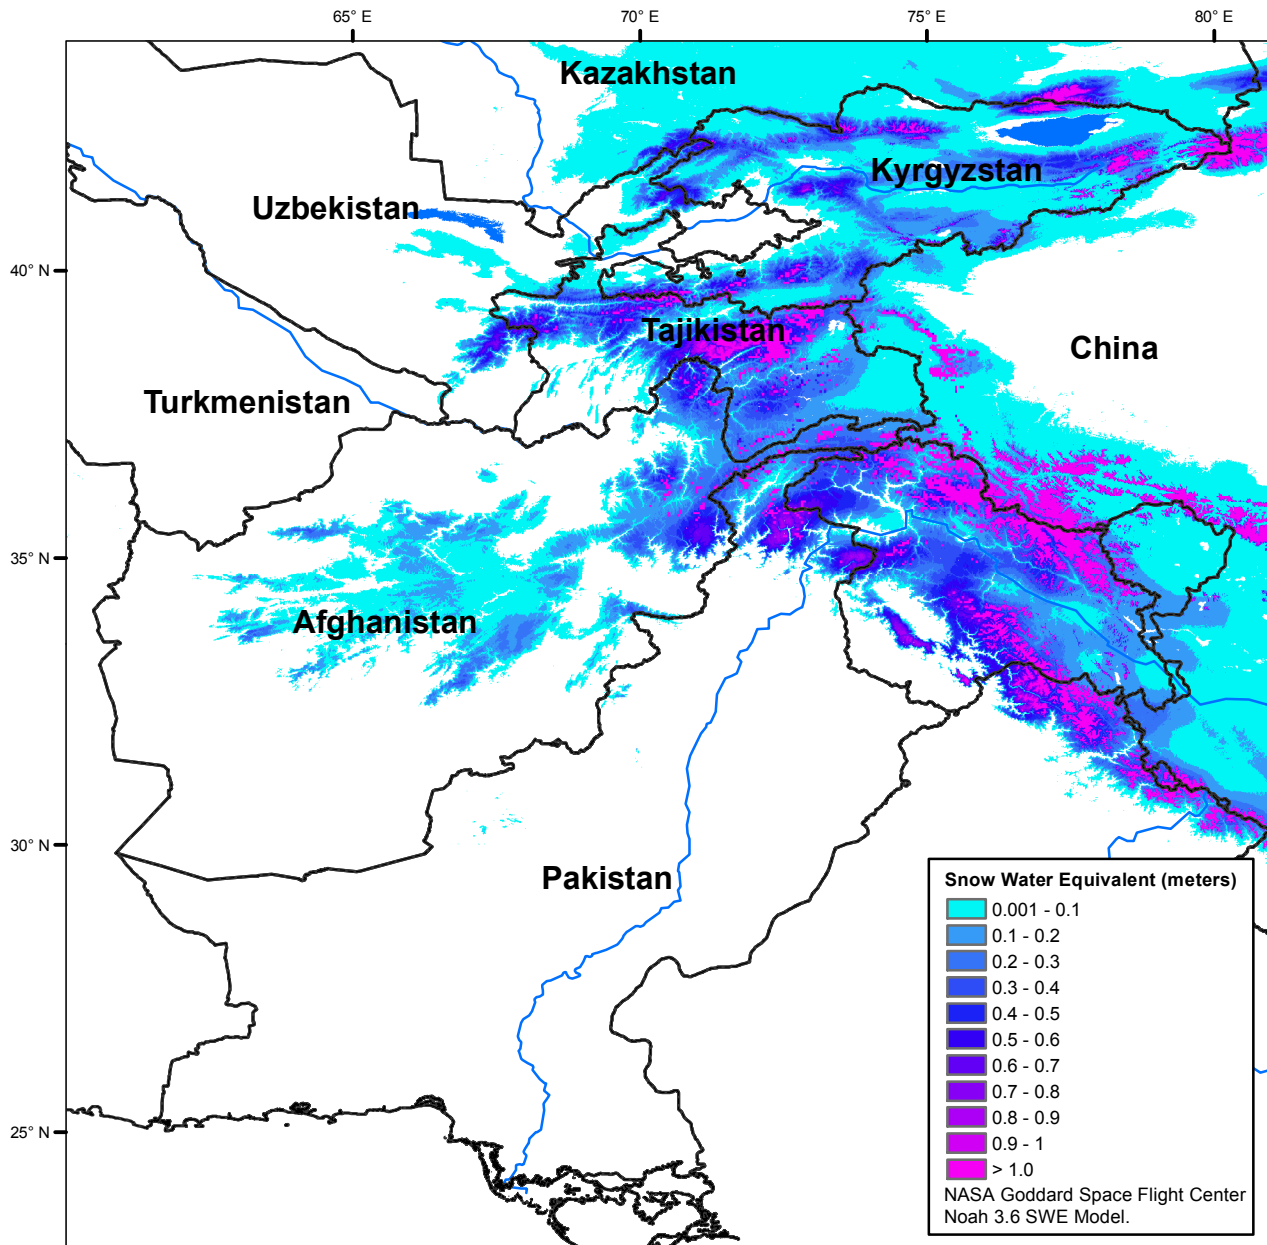 65° E
70° E
75° E
80° E
Kazakhstan
Kyrgyzstan
Uzbekistan
40° N
Tajikistan
China
Turkmenistan
35° N
Afghanistan
30° N
Pakistan
25° N
Snow Water Equivalent (meters)
0.001 - 0.1
0.1 - 0.2
0.2 - 0.3
0.3 - 0.4
0.4 - 0.5
0.5 - 0.6
0.6 - 0.7
0.7 - 0.8
0.8 - 0.9
0.9 - 1
> 1.0
NASA Goddard Space Flight Center
Noah 3.6 SWE Model.